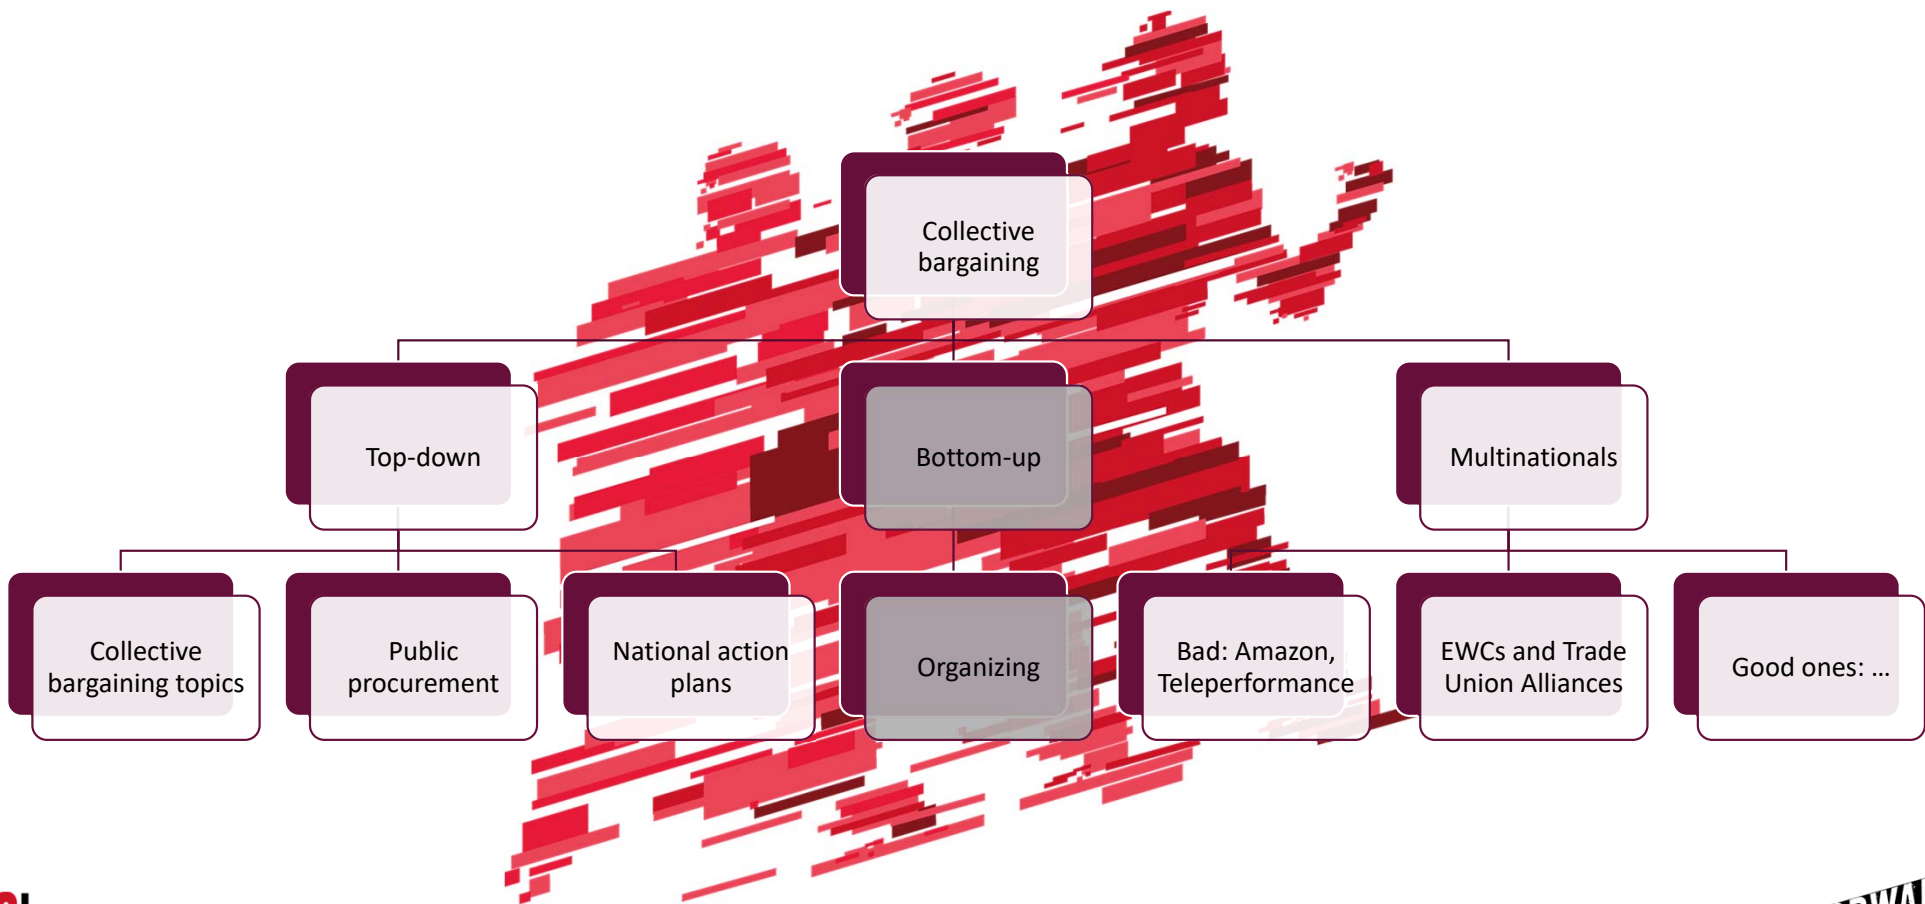 Collective
bargaining
Top-down
Bottom-up
Multinationals
Collective
bargaining topics
Public
procurement
National action
plans
Organizing
Bad: Amazon,
Teleperformance
EWCs and Trade
Union Alliances
Good ones: ...